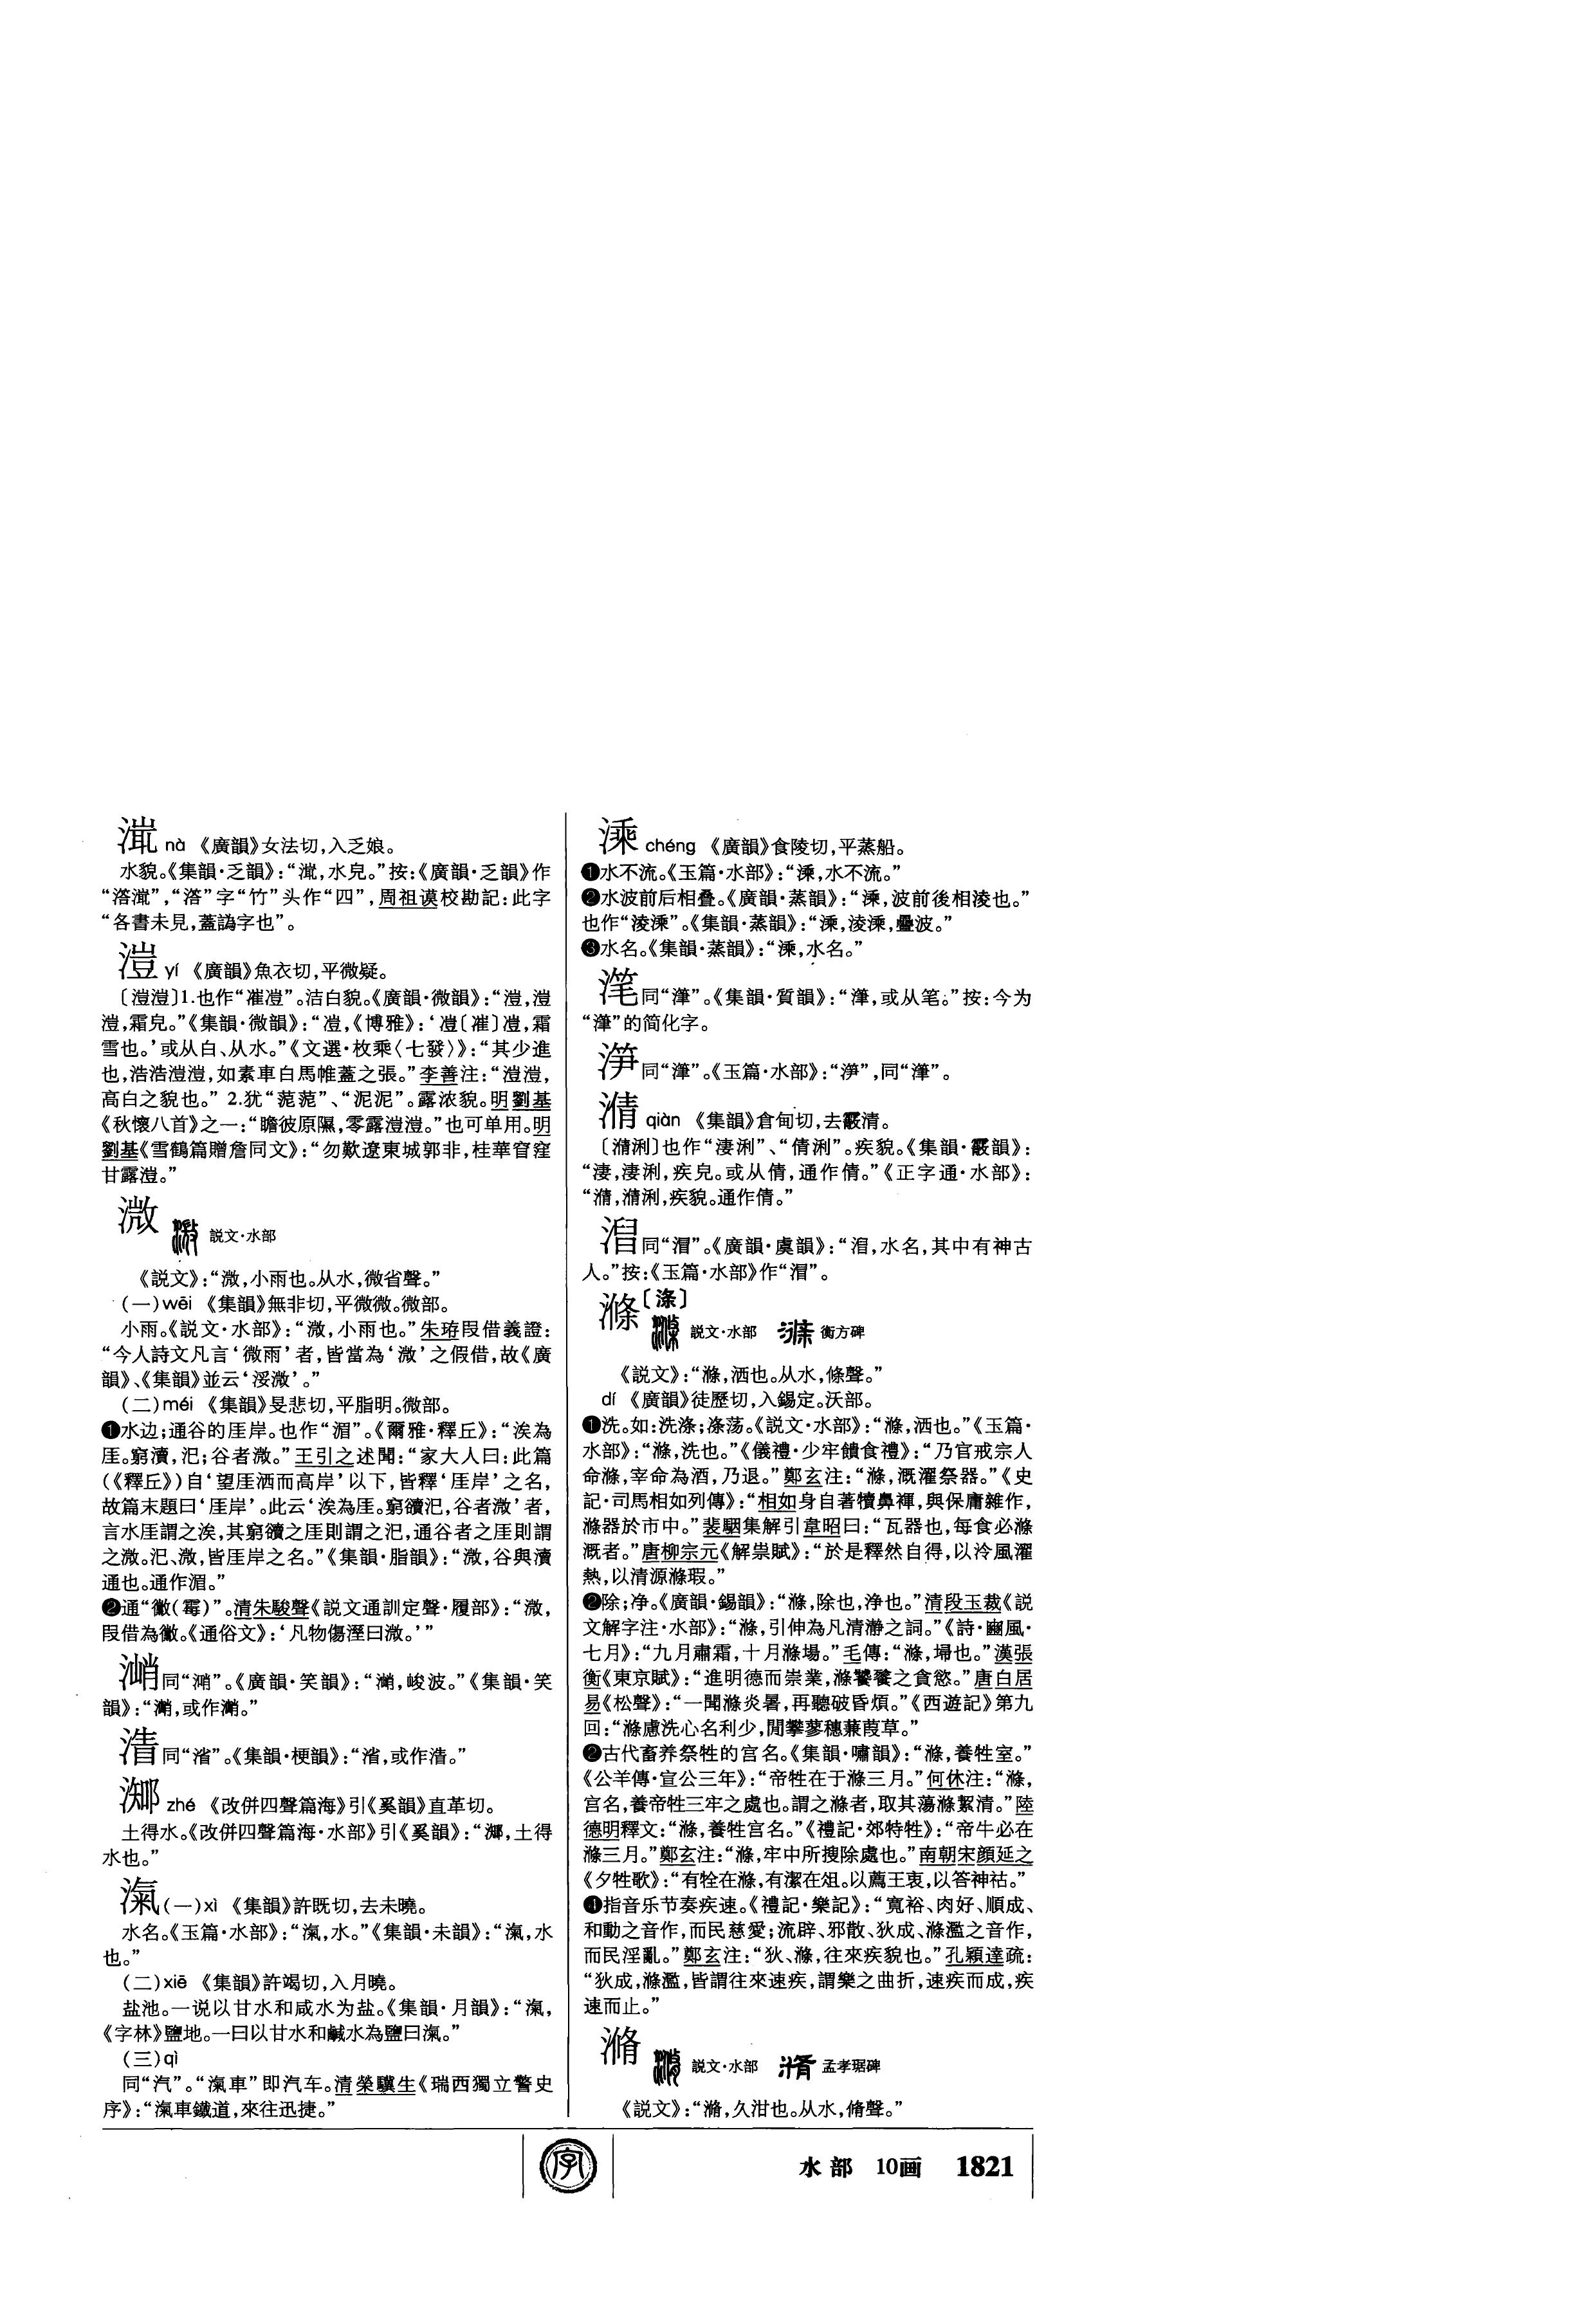 nà 《廣韻》女法切,入乏娘。
水貌。《集韻·乏韻》:“,水皃。”按:《廣韻·乏韻》作
“”,“”字“竹”头作“四”,周祖谟校勘記:此字
“各書未見,蓋譌字也”。
溰 yí 《廣韻》魚衣切,平微疑。
〔溰溰〕1.也作“凗凒”。洁白貌。《廣韻·微韻》:“溰,溰
溰,霜皃。”《集韻·微韻》:“凒,《博雅》:‘凒〔凗〕凒,霜
雪也。’或从白、从水。”《文選·枚乘〈七發〉》:“其少進
也,浩浩溰溰,如素車白馬帷蓋之張。”李善注:“溰溰,
高白之貌也。” 2.犹“萢萢”、“泥泥”。露浓貌。明劉基
《秋懷八首》之一:“瞻彼原隰,零露溰溰。”也可单用。明
劉基《雪鶴篇贈詹同文》:“勿歎遼東城郭非,桂華窅窪
甘露溰。”
溦 説文·水部
《説文》:“溦,小雨也。从水,微省聲。”
(一)wēi 《集韻》無非切,平微微。微部。
小雨。《説文·水部》:“溦,小雨也。”朱珔叚借義證:
“今人詩文凡言‘微雨’者,皆當為‘溦’之假借,故《廣
韻》、《集韻》並云‘溦’。”
(二)méi 《集韻》旻悲切,平脂明。微部。
❶水边;通谷的厓岸。也作“湄”。《爾雅·釋丘》:“涘為
厓。窮瀆,汜;谷者溦。”王引之述聞:“家大人曰:此篇
(《釋丘》)自‘望厓洒而高岸’以下,皆釋‘厓岸’之名,
故篇末題曰‘厓岸’。此云‘涘為厓。窮瀆汜,谷者溦’者,
言水厓謂之涘,其窮瀆之厓則謂之汜,通谷者之厓則謂
之溦。汜、溦,皆厓岸之名。”《集韻·脂韻》:“溦,谷與瀆
通也。通作湄。”
❷通“黴(霉)”。清朱駿聲《説文通訓定聲·履部》:“溦,
叚借為黴。《通俗文》:‘凡物傷溼曰溦。’”
同“”。《廣韻·笑韻》:“,峻波。”《集韻·笑
韻》:“,或作。”
同“渻”。《集韻·梗韻》:“渻,或作。”
zhé 《改併四聲篇海》引《奚韻》直革切。
土得水。《改併四聲篇海·水部》引《奚韻》:“,土得
水也。”
滊(一)xì 《集韻》許既切,去未曉。
水名。《玉篇·水部》:“滊,水。”《集韻·未韻》:“滊,水
也。”
(二)xiē 《集韻》許竭切,入月曉。
盐池。一说以甘水和咸水为盐。《集韻·月韻》:“滊,
《字林》鹽地。一曰以甘水和鹹水為鹽曰滊。”
(三)qì
同“汽”。“滊車”即汽车。清榮驥生《瑞西獨立警史
序》:“滊車鐵道,來往迅捷。”
溗 chéng 《廣韻》食陵切,平蒸船。
❶水不流。《玉篇·水部》:“溗,水不流。”
❷水波前后相叠。《廣韻·蒸韻》:“溗,波前後相淩也。”
也作“淩溗”。《集韻·蒸韻》:“溗,淩溗,疊波。”
❸水名。《集韻·蒸韻》:“溗,水名。”
滗同“潷”。《集韻·質韻》:“潷,或从笔。”按:今为
“潷”的简化字。
同“潷”。《玉篇·水部》:“”,同“潷”。
qiàn 《集韻》倉甸切,去霰清。
〔浰〕也作“淒浰”、“倩浰”。疾貌。《集韻·霰韻》:
“淒,淒浰,疾皃。或从倩,通作倩。”《正字通·水部》:
“,浰,疾貌。通作倩。”
同“湑”。《廣韻·虞韻》:“,水名,其中有神古
人。”按:《玉篇·水部》作“”。
滌〔涤〕 説文·水部 衡方碑
《説文》:“滌,洒也。从水,條聲。”
dí 《廣韻》徒歷切,入錫定。沃部。
❶洗。如:洗涤;涤荡。《説文·水部》:“滌,洒也。”《玉篇·
水部》:“滌,洗也。”《儀禮·少牢饋食禮》:“乃官戒宗人
命滌,宰命為酒,乃退。”鄭玄注:“滌,溉濯祭器。”《史
記·司馬相如列傳》:“相如身自著犢鼻褌,與保庸雜作,
滌器於市中。”裴駰集解引韋昭曰:“瓦器也,每食必滌
溉者。”唐柳宗元《解祟賦》:“於是釋然自得,以泠風濯
熱,以清源滌瑕。”
❷除;净。《廣韻·錫韻》:“滌,除也,净也。”清段玉裁《説
文解字注·水部》:“滌,引伸為凡清瀞之詞。”《詩·豳風·
七月》:“九月肅霜,十月滌場。”毛傳:“滌,埽也。”漢張
衡《東京賦》:“進明德而崇業,滌饕餮之貪慾。”唐白居
易《松聲》:“一聞滌炎暑,再聽破昏煩。”《西遊記》第九
回:“滌慮洗心名利少,閒攀蓼穗蒹葭草。”
❷古代畜养祭牲的宫名。《集韻·嘯韻》:“滌,養牲室。”
《公羊傳·宣公三年》:“帝牲在于滌三月。”何休注:“滌,
宫名,養帝牲三牢之處也。謂之滌者,取其蕩滌絜清。”陸
德明釋文:“滌,養牲宫名。”《禮記·郊特牲》:“帝牛必在
滌三月。”鄭玄注:“滌,牢中所搜除處也。”南朝宋顔延之
《夕牲歌》:“有牷在滌,有潔在俎。以薦王衷,以答神祜。”
❹指音乐节奏疾速。《禮記·樂記》:“寬裕、肉好、順成、
和動之音作,而民慈愛;流辟、邪散、狄成、滌濫之音作,
而民淫亂。”鄭玄注:“狄、滌,往來疾貌也。”孔穎達疏:
“狄成,滌濫,皆謂往來速疾,謂樂之曲折,速疾而成,疾
速而止。”
滫 説文·水部 孟孝琚碑
《説文》:“滫,久泔也。从水,脩聲。”
字
水部 10画 1821